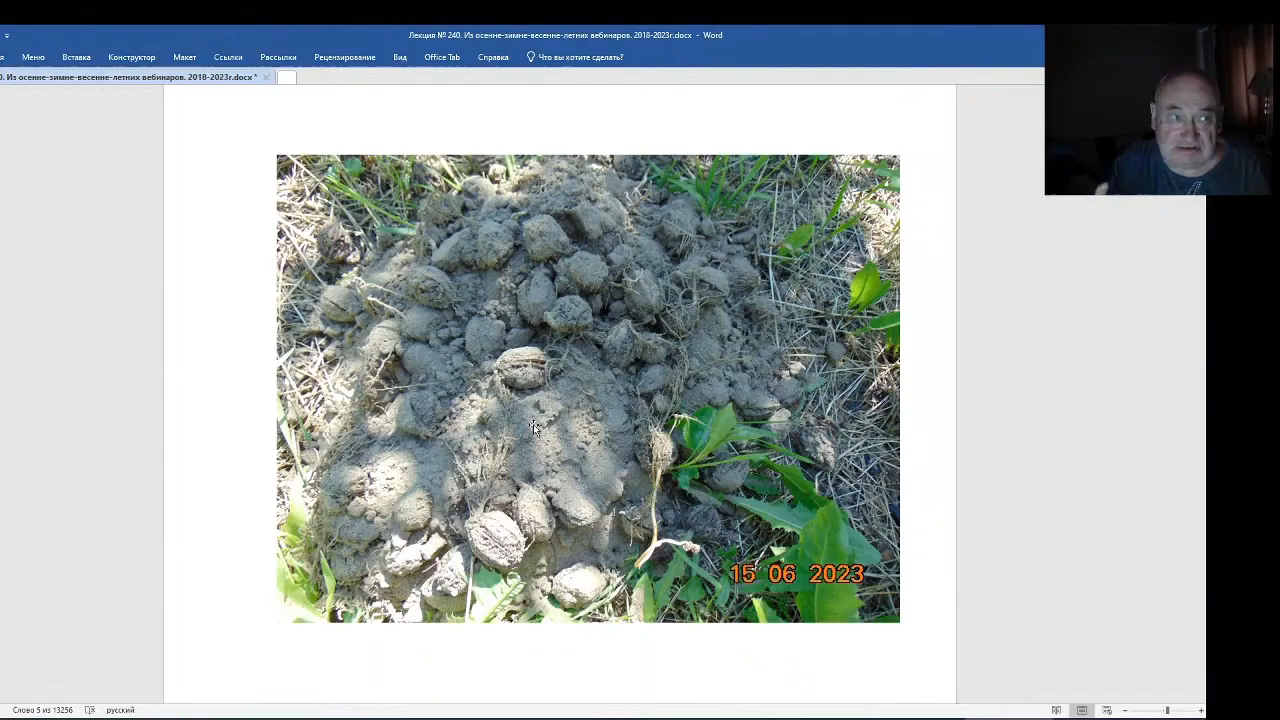 Лекция № 240. Из осенне-зимне-весенне-летних вебинаров. 2018-2023г.docx - Word
Меню Вставка Конструктор Макет Ссылки Рассылки Рецензирование Вид Office Tab Справка Что вы хотите сделать?
0. Из осенне-зимне-весенне-летних вебинаров. 2018-2023г.docx *
15 06 2023
Слово 5 из 13256 русский